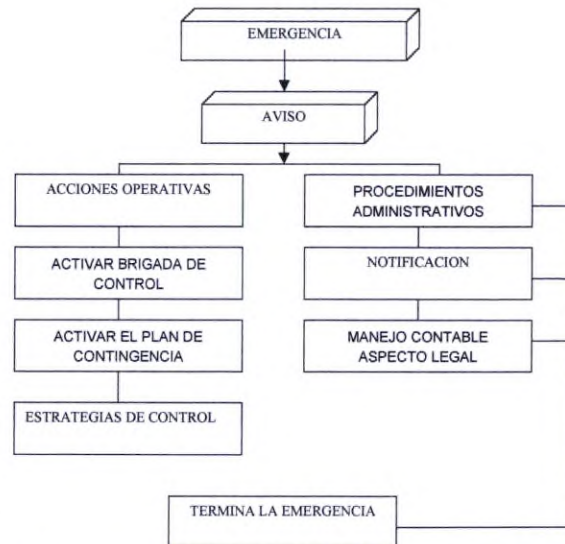 EMERGENCIA
AVISO
ACCIONES OPERATIVAS
ACTIVAR BRIGADA DE
CONTROL
ACTIVAR EL PLAN DE
CONTINGENCIA
ESTRATEGIAS DE CONTROL
PROCEDIMIENTOS
ADMINISTRATIVOS
NOTIFICACION
MANEJO CONTABLE
ASPECTO LEGAL
TERMINA LA EMERGENCIA